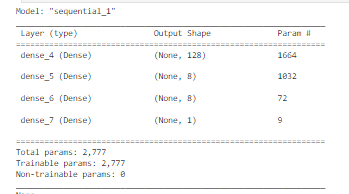 Model: "sequential_1"
Layer (type) Output Shape Param #
dense_4 (Dense) (None, 128) 1664
dense_5 (Dense) (None, 8) 1032
dense_6 (Dense) (None, 8) 72
dense_7 (Dense) (None, 1) 9
Total params: 2,777
Trainable params: 2,777
Non-trainable params: 0